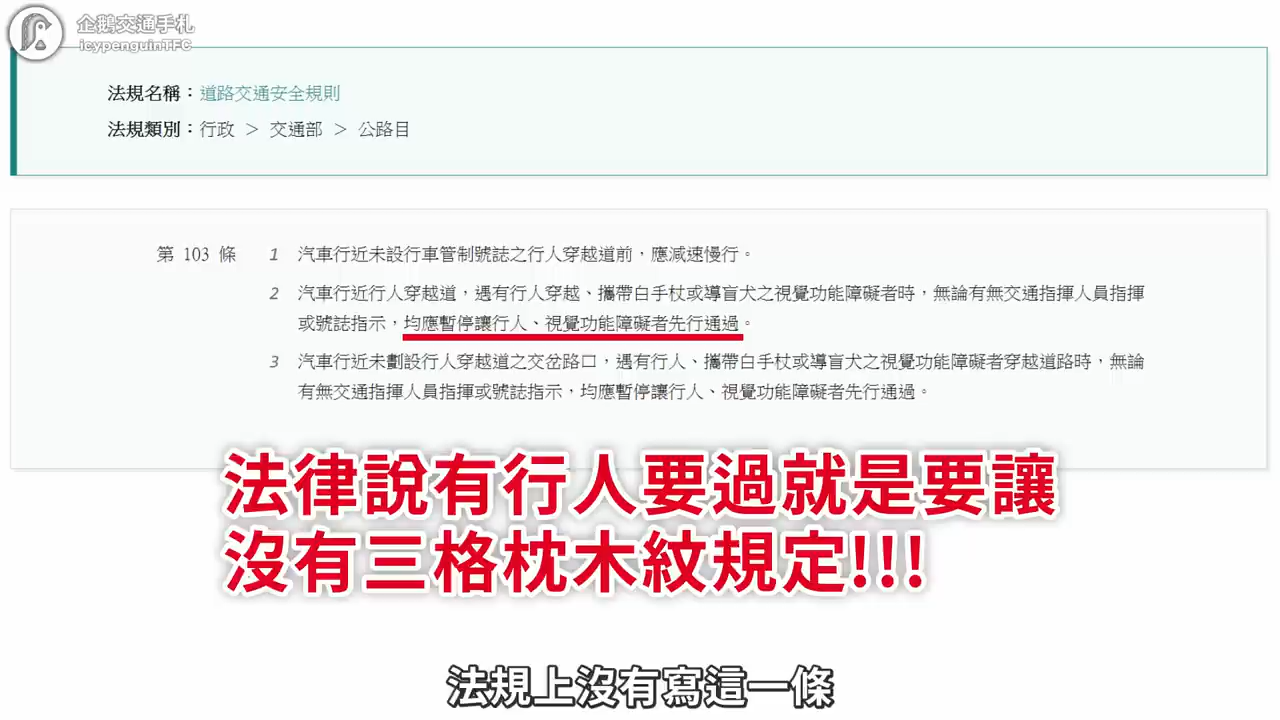 企鵝交通手札
icypenguinTFC
法規名稱：道路交通安全規則
法規類別：行政 > 交通部 > 公路目
第 103 條 1 汽車行近未設行車管制號誌之行人穿越道前，應減速慢行。
2 汽車行近行人穿越道，遇有行人穿越、攜帶白手杖或導盲犬之視覺功能障礙者時，無論有無交通指揮人員指揮
或號誌指示，均應暫停讓行人、視覺功能障礙者先行通過。
3 汽車行近未劃設行人穿越道之交岔路口，遇有行人、攜帶白手杖或導盲犬之視覺功能障礙者穿越道路時，無論
有無交通指揮人員指揮或號誌指示，均應暫停讓行人、視覺功能障礙者先行通過。
法律說有行人要過就是要讓
沒有三格枕木紋規定!!!
法規上沒有寫這一條